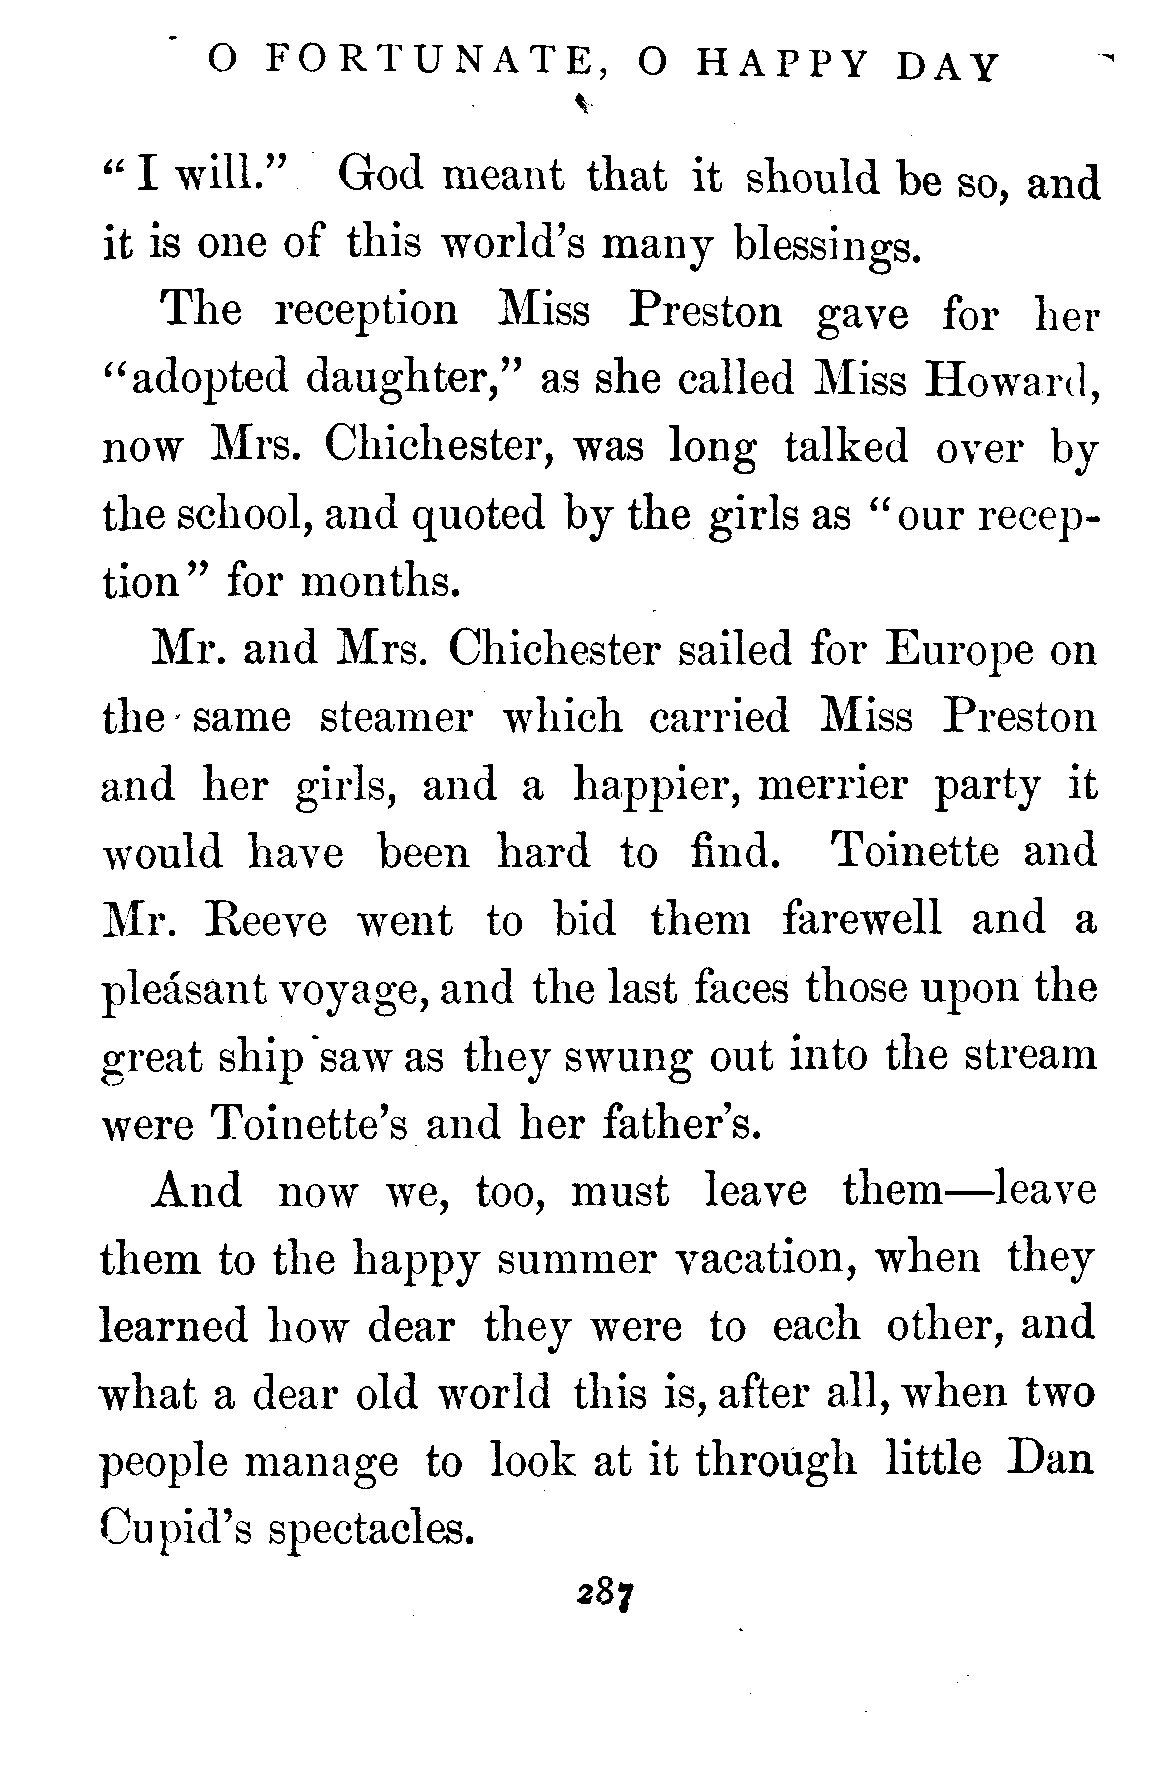 O FORTUNATE, O HAPPY DAY
“I will.” God meant that it should be so, and
it is one of this world’s many blessings.
The reception Miss Preston gave for her
“adopted daughter,” as she called Miss Howard,
now Mrs. Chichester, was long talked over by
the school, and quoted by the girls as “our recep-
tion” for months.
Mr. and Mrs. Chichester sailed for Europe on
the same steamer which carried Miss Preston
and her girls, and a happier, merrier party it
would have been hard to find. Toinette and
Mr. Reeve went to bid them farewell and a
pleasant voyage, and the last faces those upon the
great ship saw as they swung out into the stream
were Toinette’s and her father’s.
And now we, too, must leave them—leave
them to the happy summer vacation, when they
learned how dear they were to each other, and
what a dear old world this is, after all, when two
people manage to look at it through little Dan
Cupid’s spectacles.
287